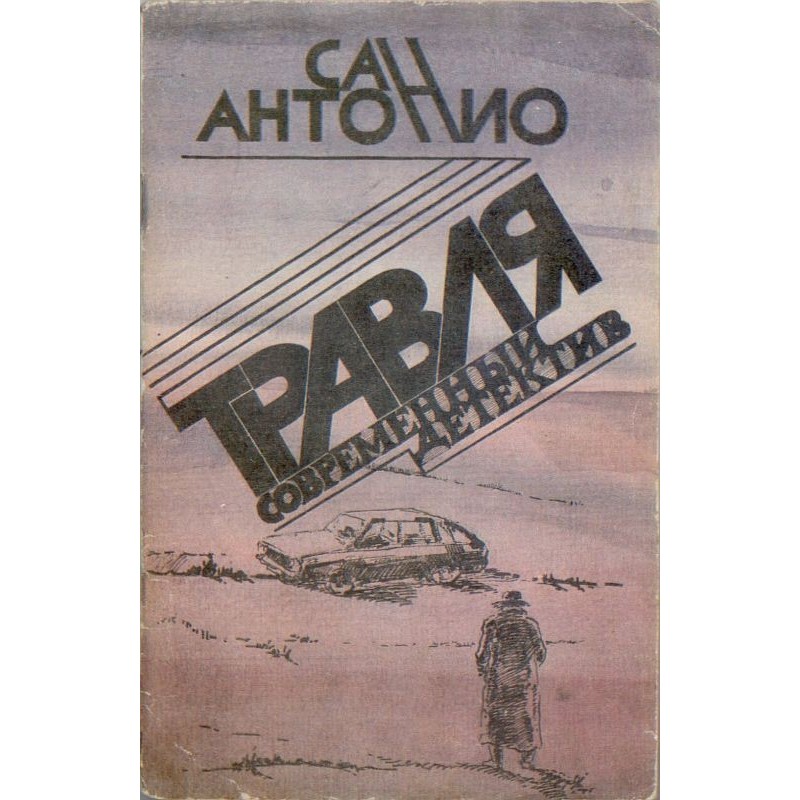 САН
АНТОНИО
ТРАВЛЯ
СОВРЕМЕННЫЙ
ДЕТЕКТИВ